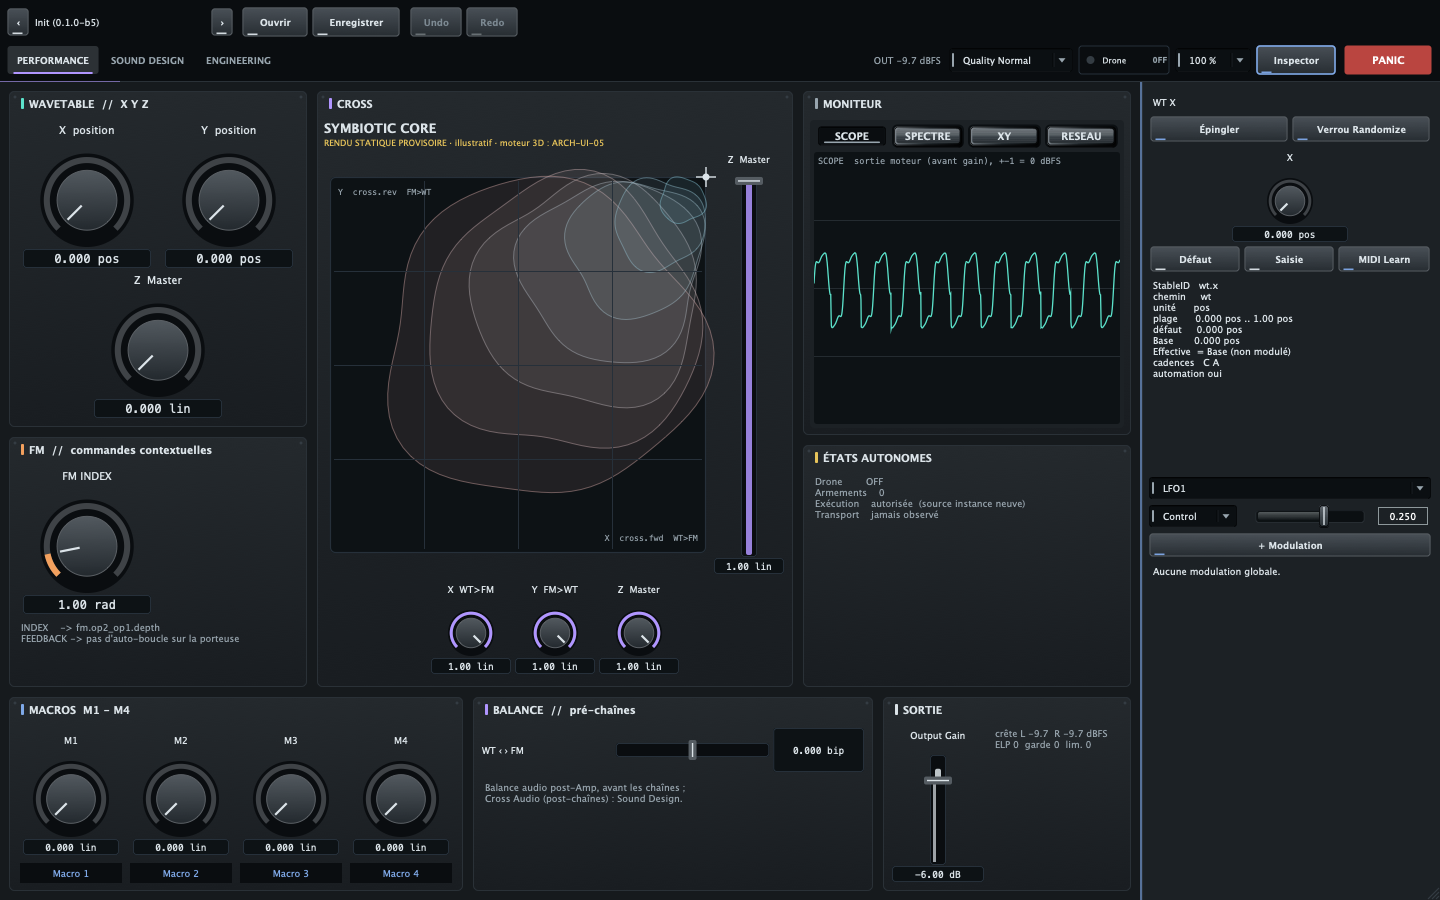 ‹ Init (0.1.0-b5) › Ouvrir Enregistrer Undo Redo
PERFORMANCE SOUND DESIGN ENGINEERING OUT −9.7 dBFS Quality Normal Drone OFF 100 % Inspector PANIC
WAVETABLE // X Y Z
X position Y position
0.000 pos 0.000 pos
Z Master
0.000 lin
FM // commandes contextuelles
FM INDEX
1.00 rad
INDEX -> fm.op2_op1.depth
FEEDBACK -> pas d'auto-boucle sur la porteuse
CROSS
SYMBIOTIC CORE
RENDU STATIQUE PROVISOIRE · illustratif · moteur 3D : ARCH-UI-05
Z Master
Y cross.rev FM>WT
X cross.fwd WT>FM
1.00 lin
X WT>FM Y FM>WT Z Master
1.00 lin 1.00 lin 1.00 lin
MONITEUR
SCOPE SPECTRE XY RESEAU
SCOPE sortie moteur (avant gain), +−1 = 0 dBFS
ÉTATS AUTONOMES
Drone OFF
Armements 0
Exécution autorisée (source instance neuve)
Transport jamais observé
MACROS M1 – M4
M1 M2 M3 M4
0.000 lin 0.000 lin 0.000 lin 0.000 lin
Macro 1 Macro 2 Macro 3 Macro 4
BALANCE // pré-chaînes
WT ‹ › FM 0.000 bip
Balance audio post-Amp, avant les chaînes ;
Cross Audio (post-chaînes) : Sound Design.
SORTIE
Output Gain
crête L −9.7 R −9.7 dBFS
ELP 0 garde 0 lim. 0
−6.00 dB
WT X
Épingler Verrou Randomize
X
0.000 pos
Défaut Saisie MIDI Learn
StableID wt.x
chemin wt
unité pos
plage 0.000 pos .. 1.00 pos
défaut 0.000 pos
Base 0.000 pos
Effective = Base (non modulé)
cadences C A
automation oui
LFO1
Control 0.250
+ Modulation
Aucune modulation globale.